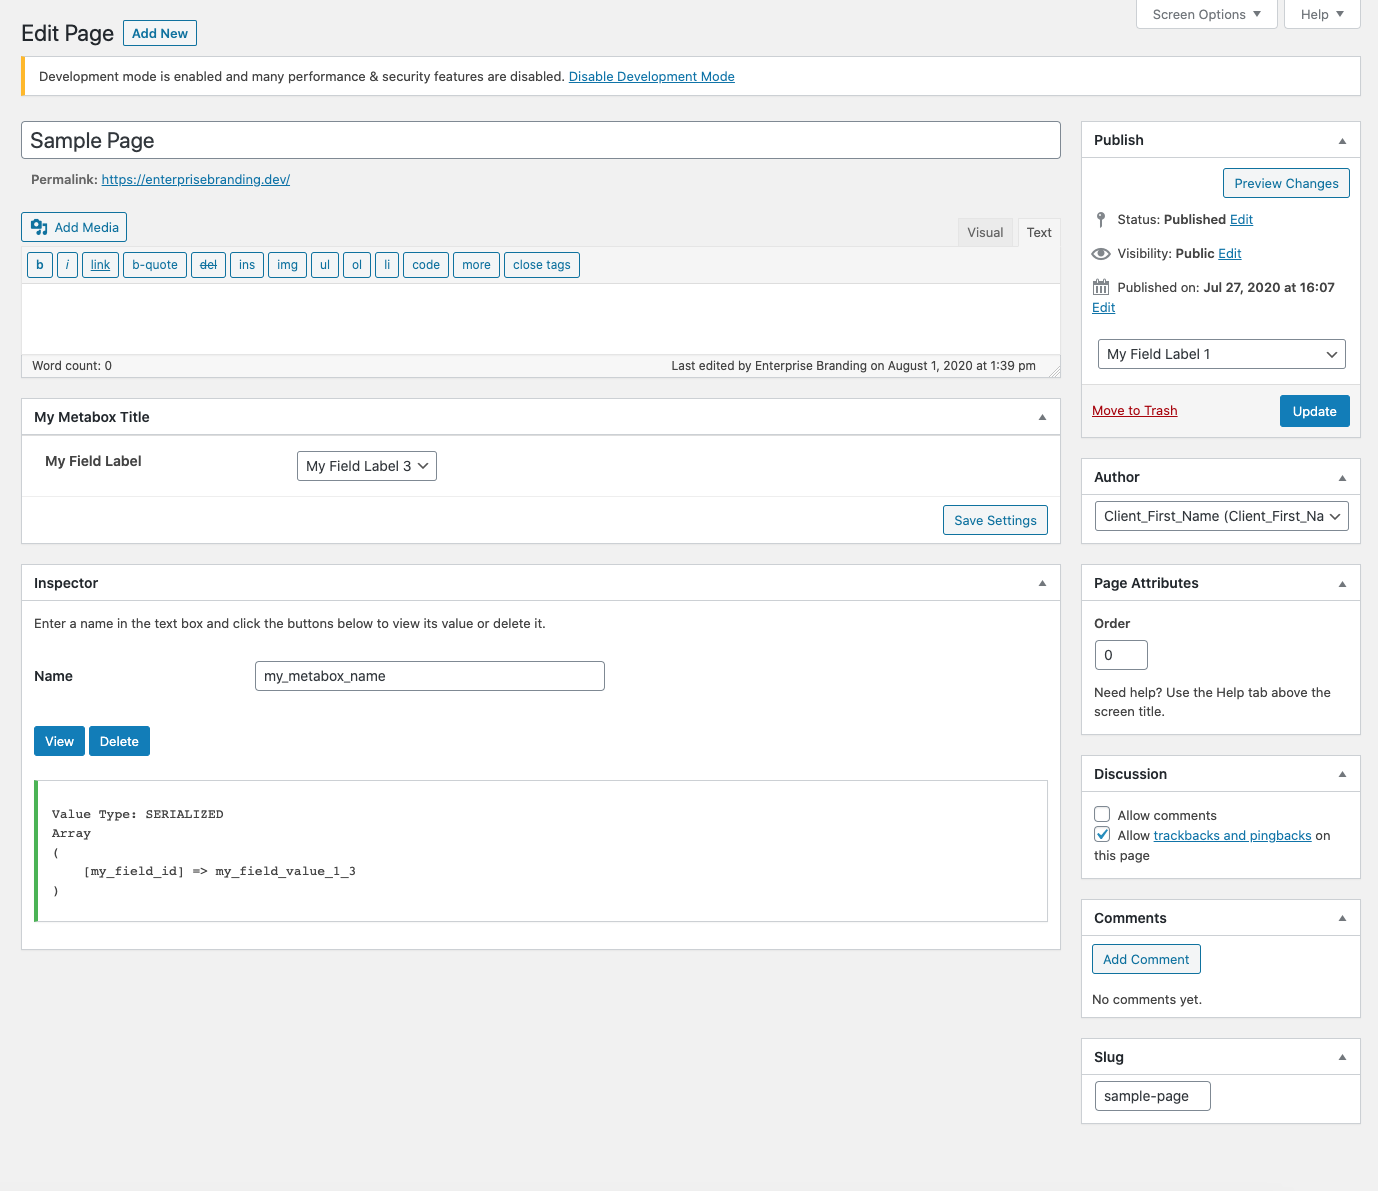 Screen Options
Help
Edit Page
Add New
Development mode is enabled and many performance & security features are disabled. Disable Development Mode
Sample Page
Permalink: https://enterprisebranding.dev/
Add Media
Visual
Text
b
i
link
b-quote
del
ins
img
ul
ol
li
code
more
close tags
Word count: 0
Last edited by Enterprise Branding on August 1, 2020 at 1:39 pm
My Metabox Title
My Field Label
My Field Label 3
Save Settings
Inspector
Enter a name in the text box and click the buttons below to view its value or delete it.
Name
my_metabox_name
View
Delete
Value Type: SERIALIZED
Array
(
    [my_field_id] => my_field_value_1_3
)
Publish
Preview Changes
Status: Published Edit
Visibility: Public Edit
Published on: Jul 27, 2020 at 16:07
Edit
My Field Label 1
Move to Trash
Update
Author
Client_First_Name (Client_First_Na
Page Attributes
Order
0
Need help? Use the Help tab above the
screen title.
Discussion
Allow comments
Allow trackbacks and pingbacks on
this page
Comments
Add Comment
No comments yet.
Slug
sample-page